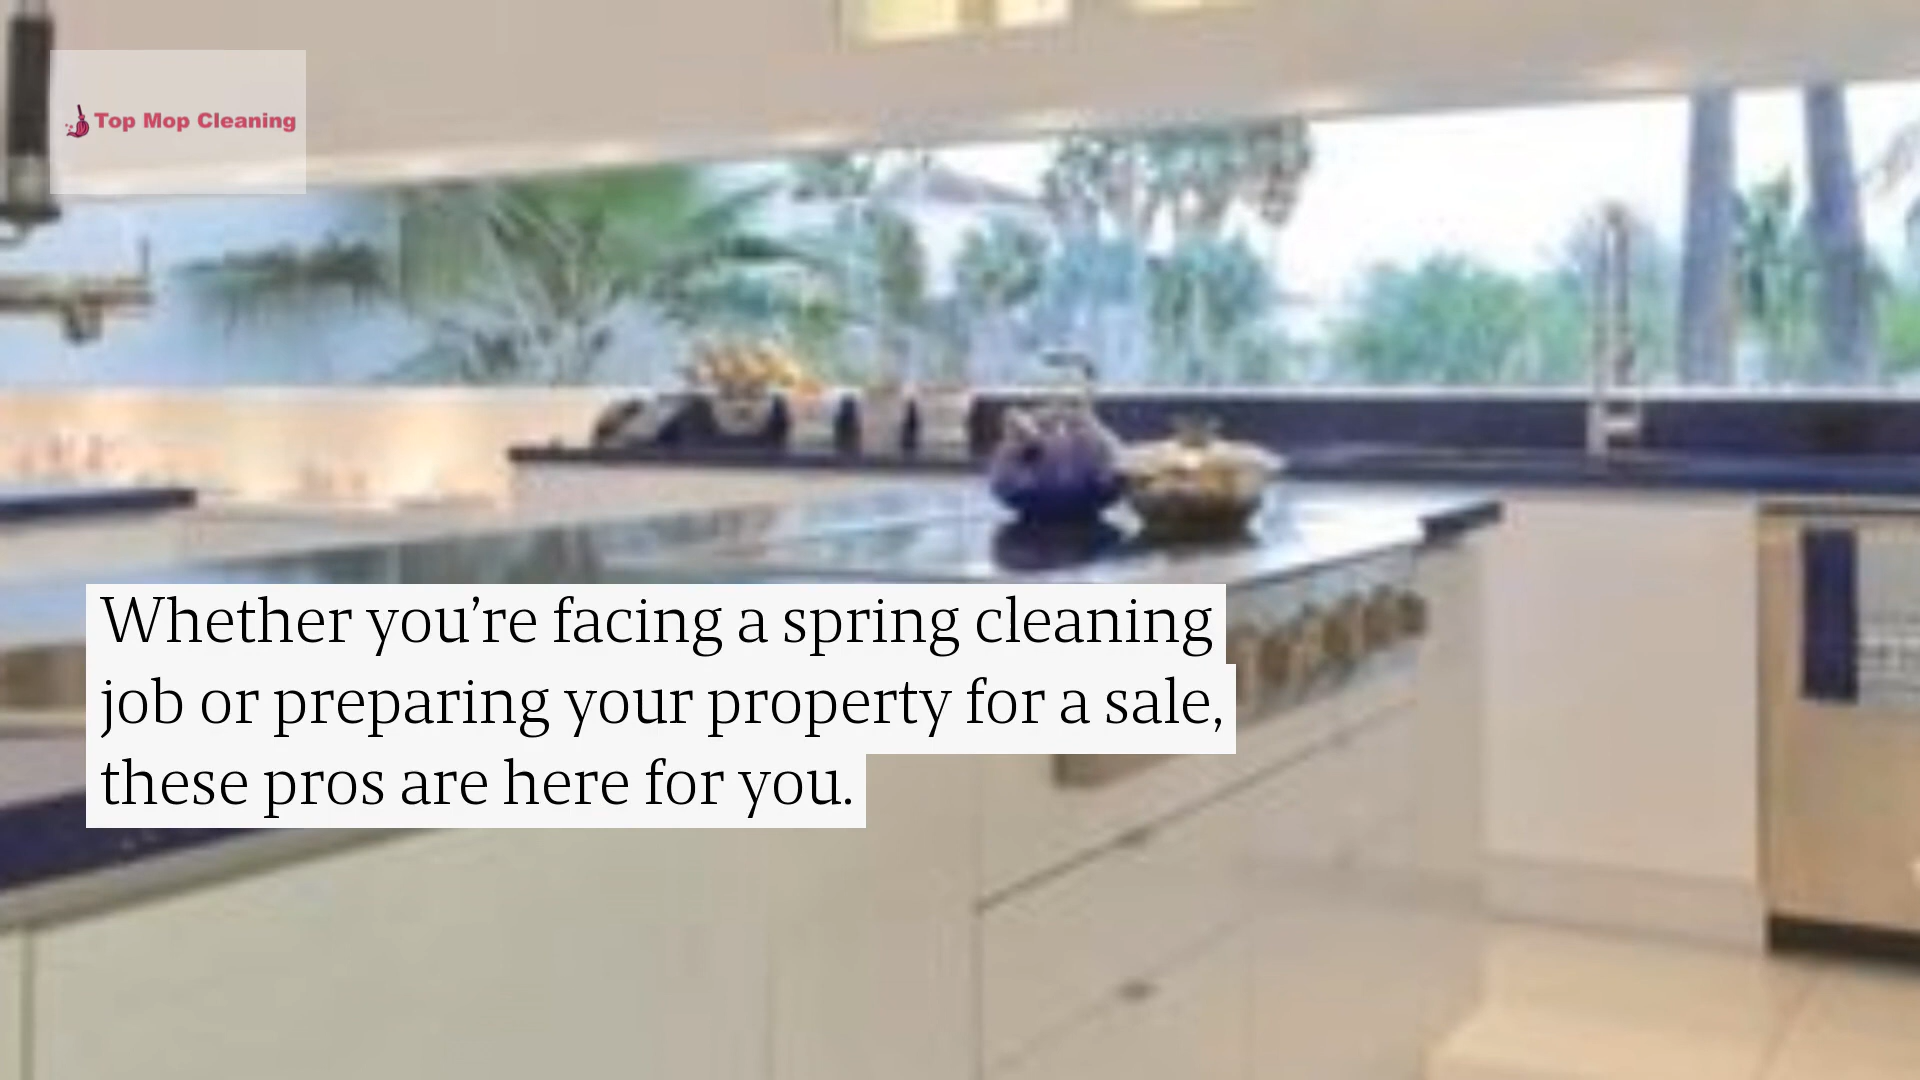 Top Mop Cleaning
Whether you’re facing a spring cleaning
job or preparing your property for a sale,
these pros are here for you.